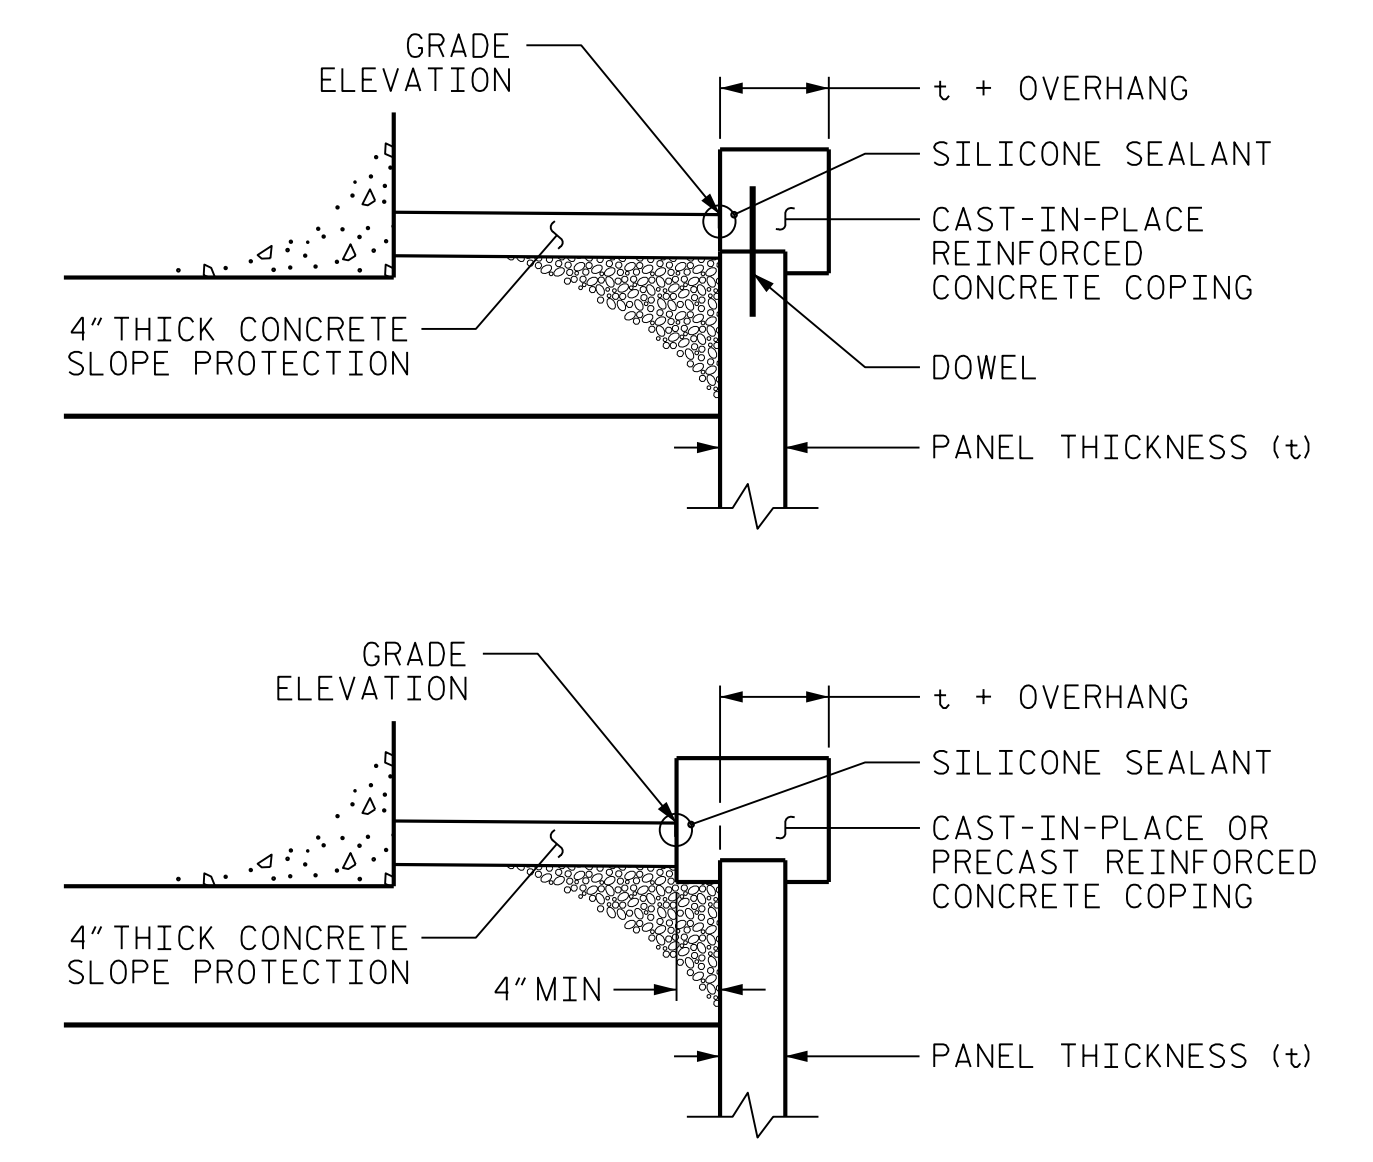 GRADE
ELEVATION
t + OVERHANG
SILICONE SEALANT
CAST-IN-PLACE
REINFORCED
CONCRETE COPING
4" THICK CONCRETE
SLOPE PROTECTION
DOWEL
PANEL THICKNESS (t)
GRADE
ELEVATION
t + OVERHANG
SILICONE SEALANT
CAST-IN-PLACE OR
PRECAST REINFORCED
CONCRETE COPING
4" THICK CONCRETE
SLOPE PROTECTION
4" MIN
PANEL THICKNESS (t)